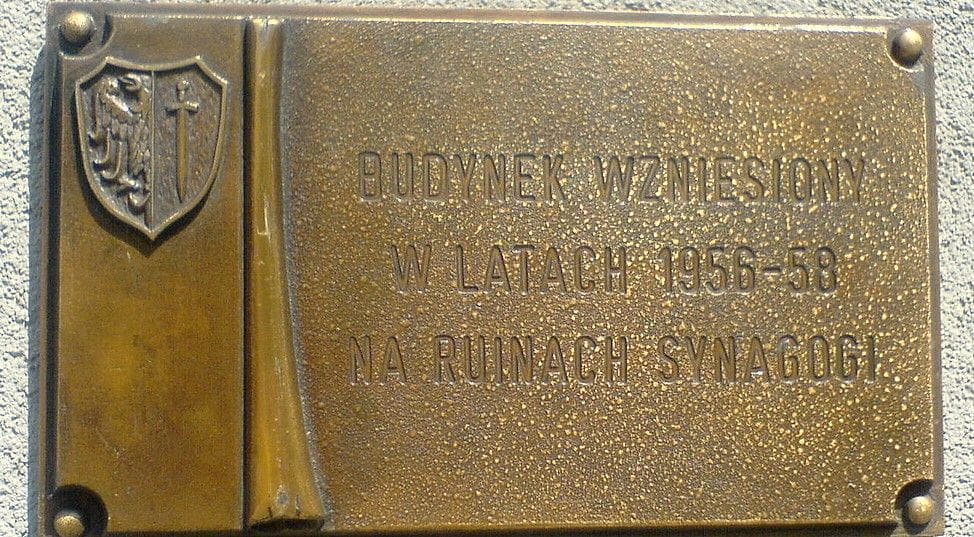 BUDYNEK WZNIESIONY
W LATACH 1956-58
NA RUINACH SYNAGOGI